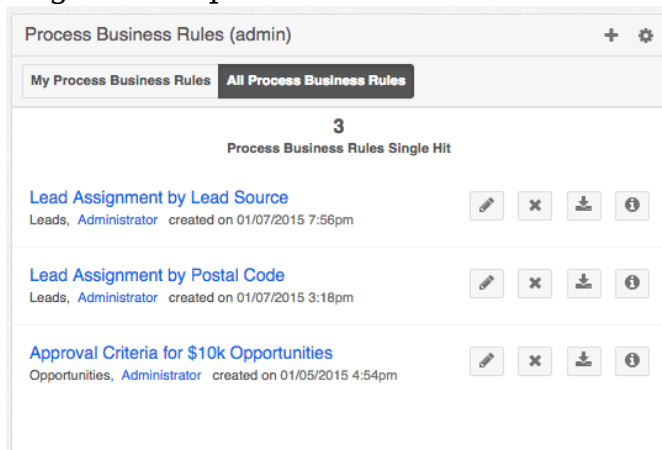 Process Business Rules (admin)
My Process Business Rules All Process Business Rules
3
Process Business Rules Single Hit
Lead Assignment by Lead Source
Leads, Administrator created on 01/07/2015 7:56pm
Lead Assignment by Postal Code
Leads, Administrator created on 01/07/2015 3:18pm
Approval Criteria for $10k Opportunities
Opportunities, Administrator created on 01/05/2015 4:54pm